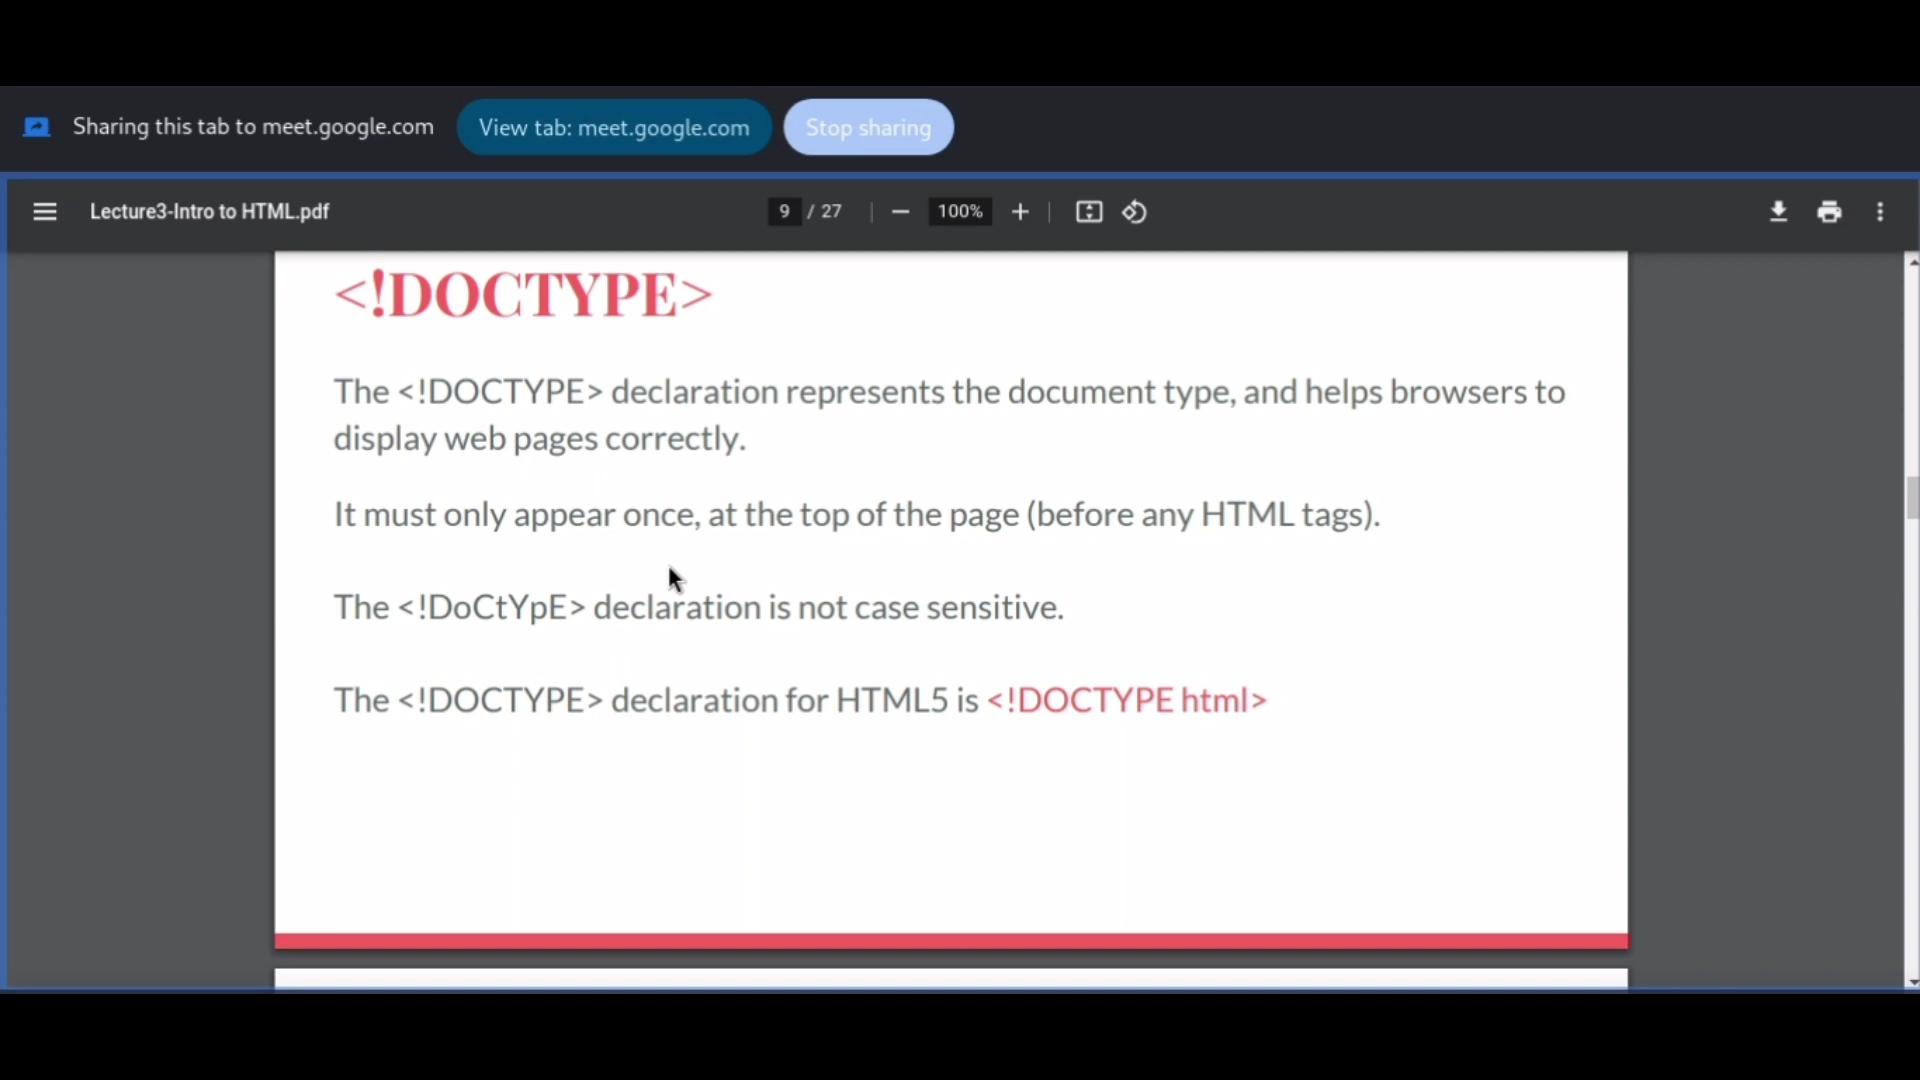 Sharing this tab to meet.google.com View tab: meet.google.com Stop sharing
Lecture3-Intro to HTML.pdf 9 / 27 100%
<!DOCTYPE>
The <!DOCTYPE> declaration represents the document type, and helps browsers to
display web pages correctly.
It must only appear once, at the top of the page (before any HTML tags).
The <!DoCtYpE> declaration is not case sensitive.
The <!DOCTYPE> declaration for HTML5 is <!DOCTYPE html>